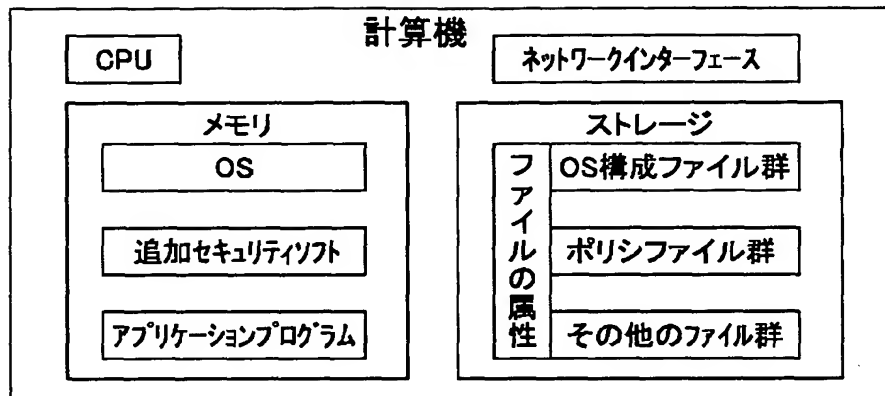 計算機
CPU
ネットワークインターフェース
メモリ
OS
追加セキュリティソフト
アプリケーションプログラム
ストレージ
ファイルの属性
OS構成ファイル群
ポリシファイル群
その他のファイル群